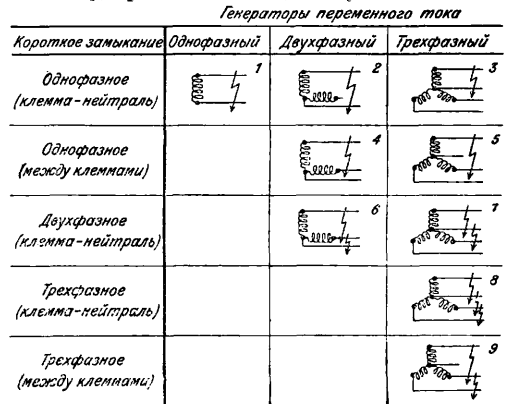 Генераторы переменного тока
Короткое замыкание Однофазный Двухфазный Трехфазный
Однофазное
(клемма-нейтраль)
1 2 3
Однофазное
(между клеммами)
4 5
Двухфазное
(клемма-нейтраль)
6 7
Трехфазное
(клемма-нейтраль)
8
Трехфазное
(между клеммами)
9